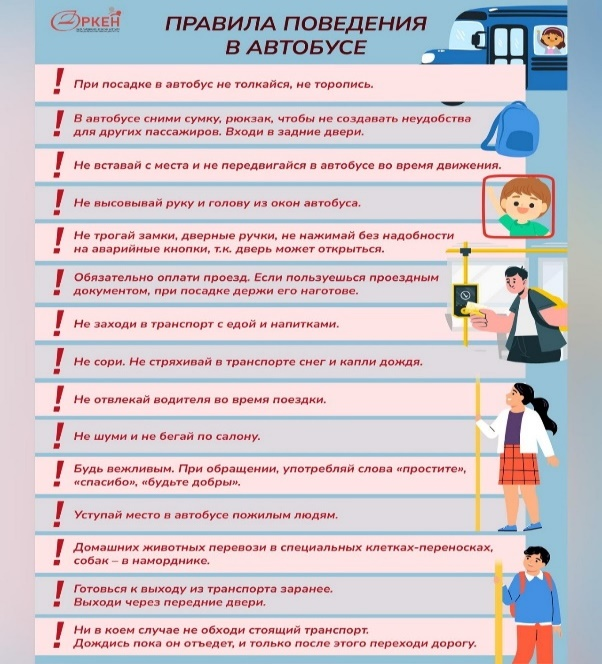 ӨРКЕН
ПРАВИЛА ПОВЕДЕНИЯ
В АВТОБУСЕ
! При посадке в автобус не толкайся, не торопись.
! В автобусе сними сумку, рюкзак, чтобы не создавать неудобства
для других пассажиров. Входи в задние двери.
! Не вставай с места и не передвигайся в автобусе во время движения.
! Не высовывай руку и голову из окон автобуса.
! Не трогай замки, дверные ручки, не нажимай без надобности
на аварийные кнопки, т.к. дверь может открыться.
! Обязательно оплати проезд. Если пользуешься проездным
документом, при посадке держи его наготове.
! Не заходи в транспорт с едой и напитками.
! Не сори. Не стряхивай в транспорте снег и капли дождя.
! Не отвлекай водителя во время поездки.
! Не шуми и не бегай по салону.
! Будь вежливым. При обращении, употребляй слова «простите»,
«спасибо», «будьте добры».
! Уступай место в автобусе пожилым людям.
! Домашних животных перевози в специальных клетках-переносках,
собак – в наморднике.
! Готовься к выходу из транспорта заранее.
Выходи через передние двери.
! Ни в коем случае не обходи стоящий транспорт.
Дождись пока он отъедет, и только после этого переходи дорогу.